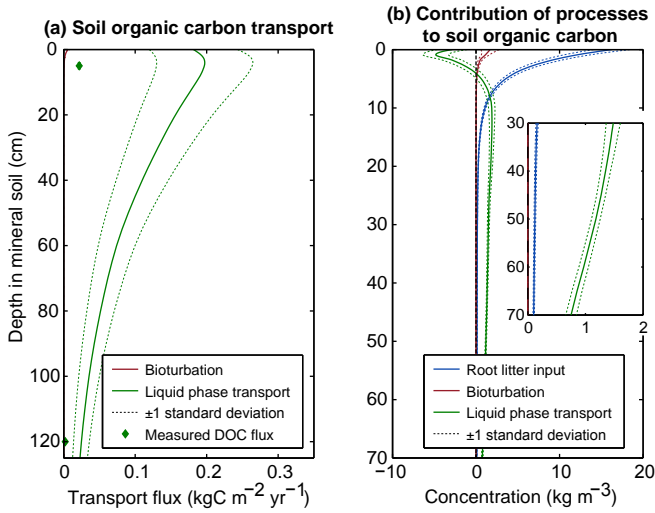 (a) Soil organic carbon transport
0
20
40
60
80
100
120
Depth in mineral soil (cm)
Bioturbation
Liquid phase transport
±1 standard deviation
Measured DOC flux
0
0.1
0.2
0.3
Transport flux (kgC m−2 yr−1)
(b) Contribution of processes
to soil organic carbon
0
10
20
30
40
50
60
70
30
40
50
60
70
0
1
2
Root litter input
Bioturbation
Liquid phase transport
±1 standard deviation
−10
0
10
20
Concentration (kg m−3)